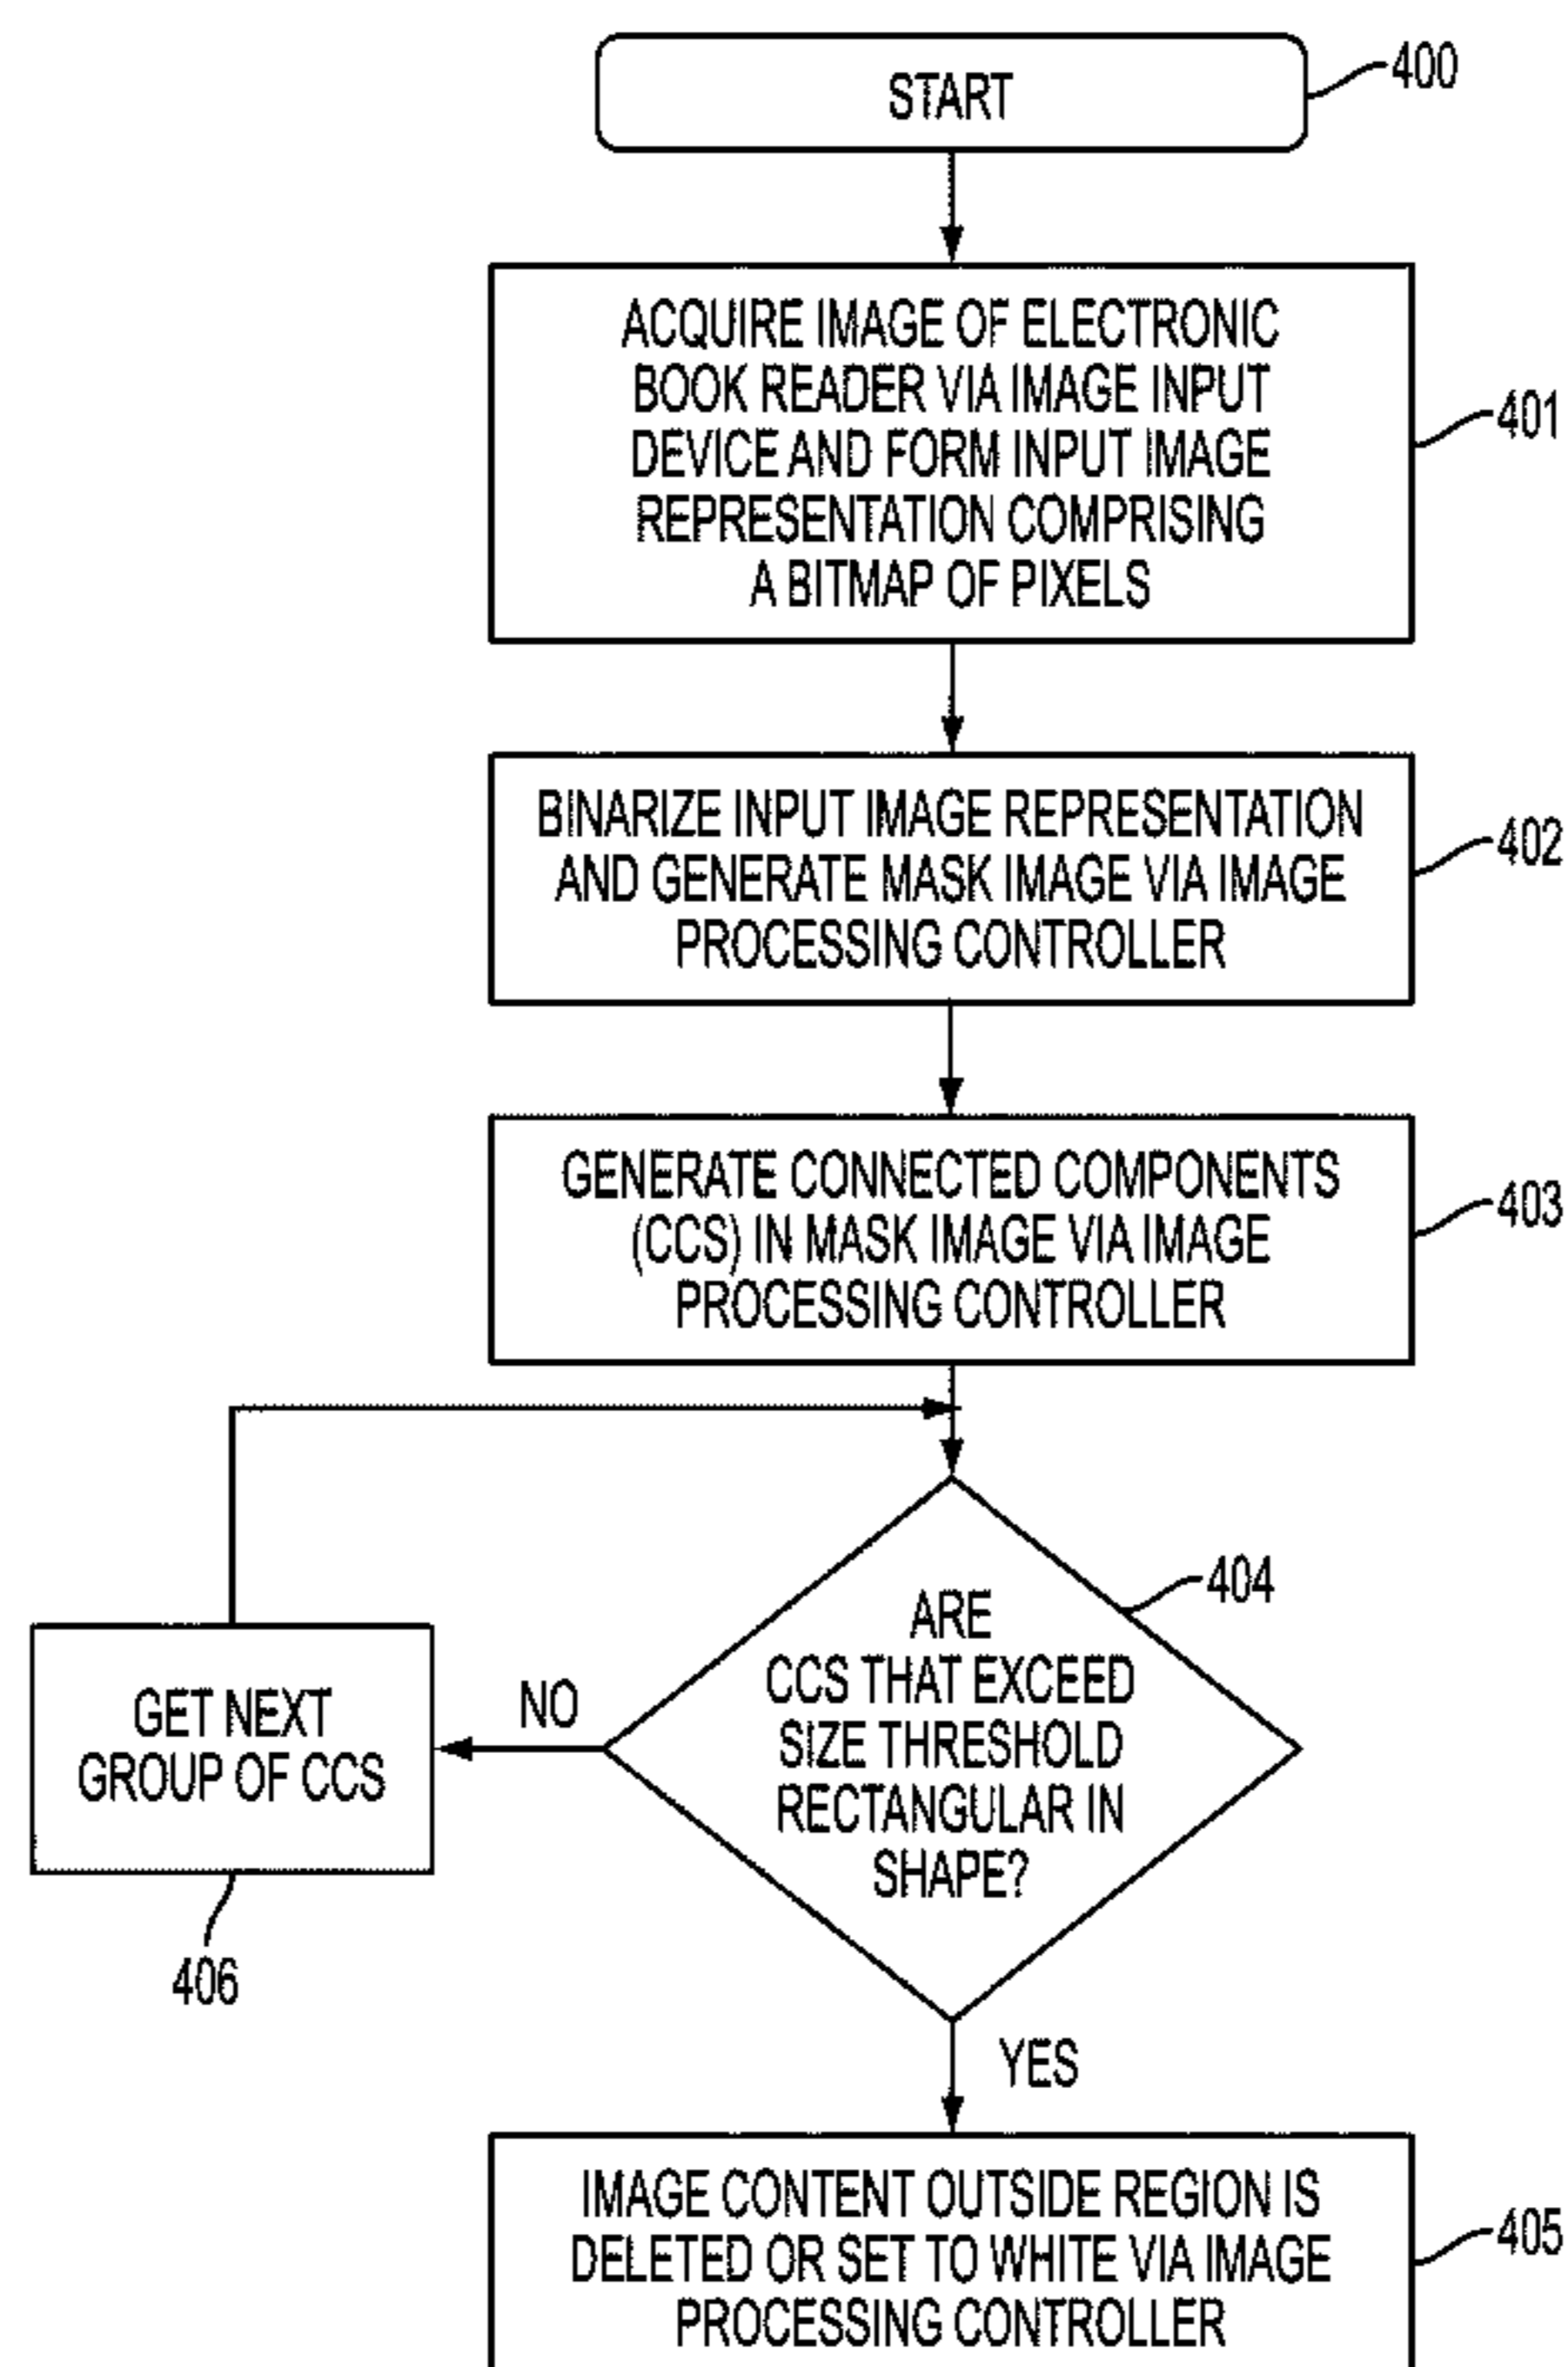 START
400
ACQUIRE IMAGE OF ELECTRONIC
BOOK READER VIA IMAGE INPUT
DEVICE AND FORM INPUT IMAGE
REPRESENTATION COMPRISING
A BITMAP OF PIXELS
401
BINARIZE INPUT IMAGE REPRESENTATION
AND GENERATE MASK IMAGE VIA IMAGE
PROCESSING CONTROLLER
402
GENERATE CONNECTED COMPONENTS
(CCS) IN MASK IMAGE VIA IMAGE
PROCESSING CONTROLLER
403
ARE
CCS THAT EXCEED
SIZE THRESHOLD
RECTANGULAR IN
SHAPE?
404
NO
GET NEXT
GROUP OF CCS
406
YES
IMAGE CONTENT OUTSIDE REGION IS
DELETED OR SET TO WHITE VIA IMAGE
PROCESSING CONTROLLER
405